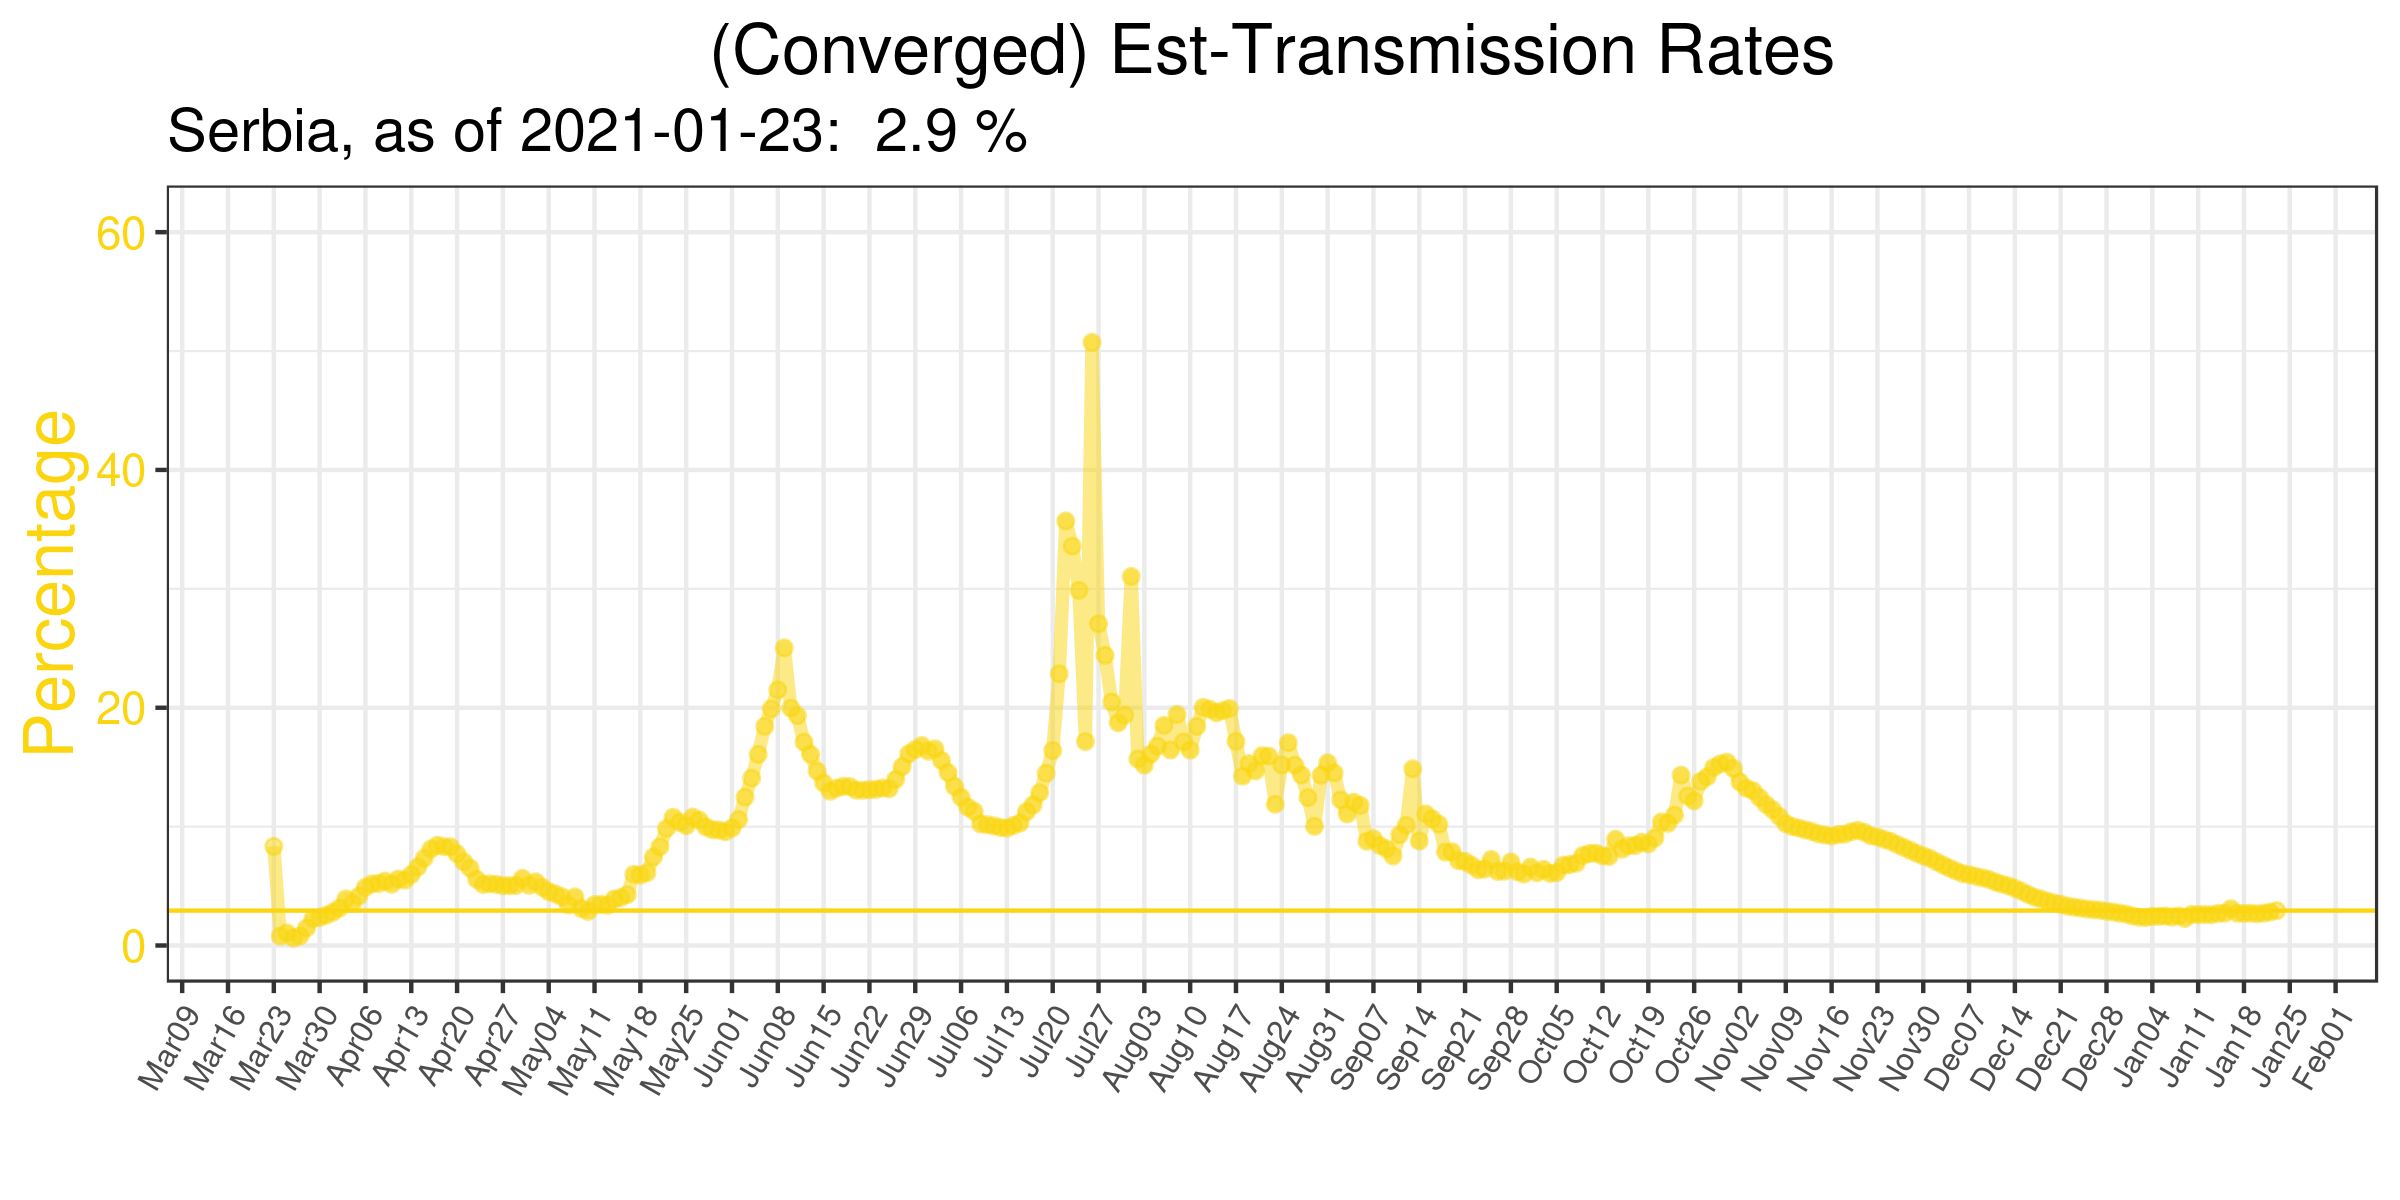 (Converged) Est-Transmission Rates
Serbia, as of 2021-01-23:  2.9 %
Percentage
60
40
20
0
Mar09
Mar16
Mar23
Mar30
Apr06
Apr13
Apr20
Apr27
May04
May11
May18
May25
Jun01
Jun08
Jun15
Jun22
Jun29
Jul06
Jul13
Jul20
Jul27
Aug03
Aug10
Aug17
Aug24
Aug31
Sep07
Sep14
Sep21
Sep28
Oct05
Oct12
Oct19
Oct26
Nov02
Nov09
Nov16
Nov23
Nov30
Dec07
Dec14
Dec21
Dec28
Jan04
Jan11
Jan18
Jan25
Feb01